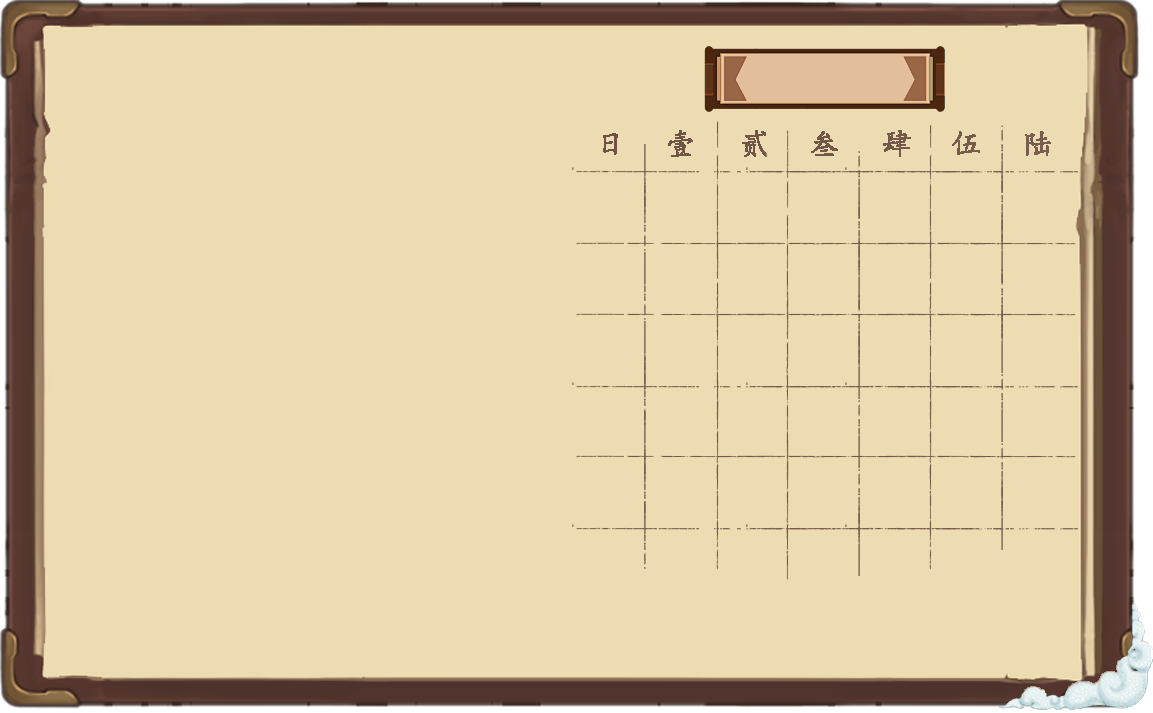 日 壹 贰 叁 肆 伍 陆